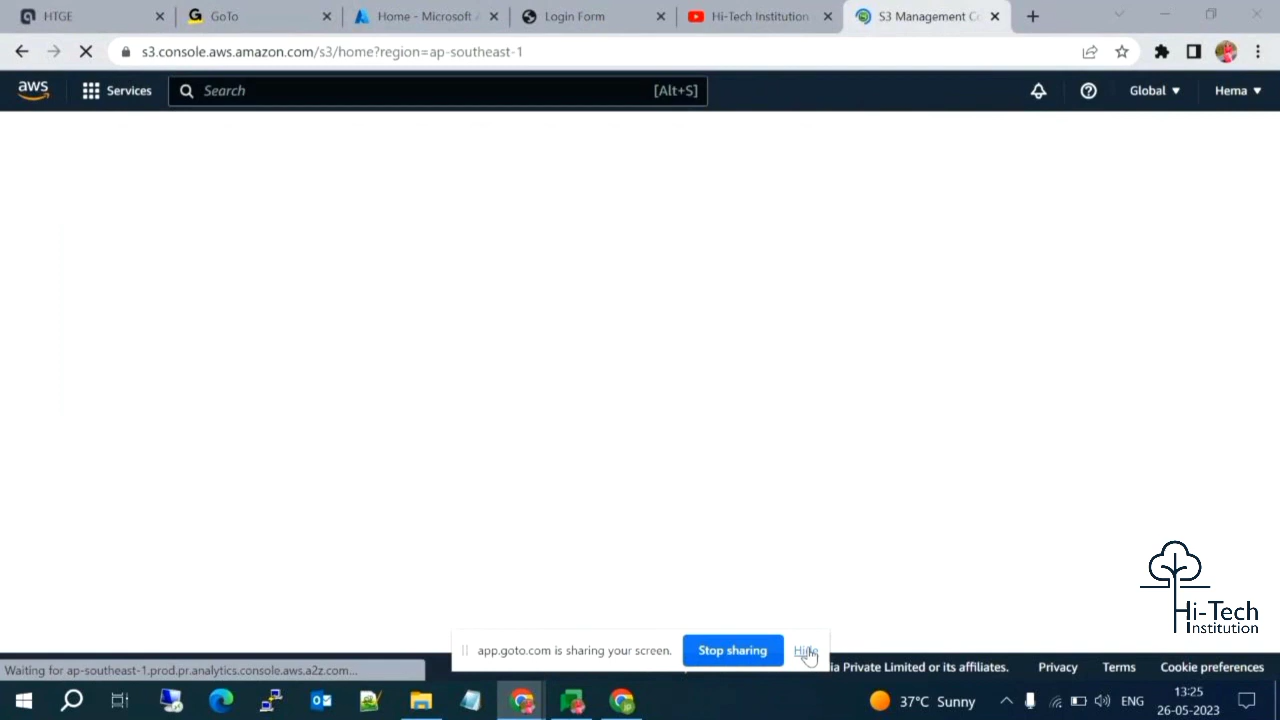 HTGE
GoTo
Home - Microsoft A
Login Form
Hi-Tech Institution
S3 Management Co
s3.console.aws.amazon.com/s3/home?region=ap-southeast-1
aws
Services
Search
[Alt+S]
Global
Hema
Hi-Tech
Institution
app.goto.com is sharing your screen.
Stop sharing
Hide
ia Private Limited or its affiliates.
Privacy
Terms
Cookie preferences
Waiting for ap-southeast-1.prod.pr.analytics.console.aws.a2z.com...
37°C Sunny
ENG
13:25
26-05-2023